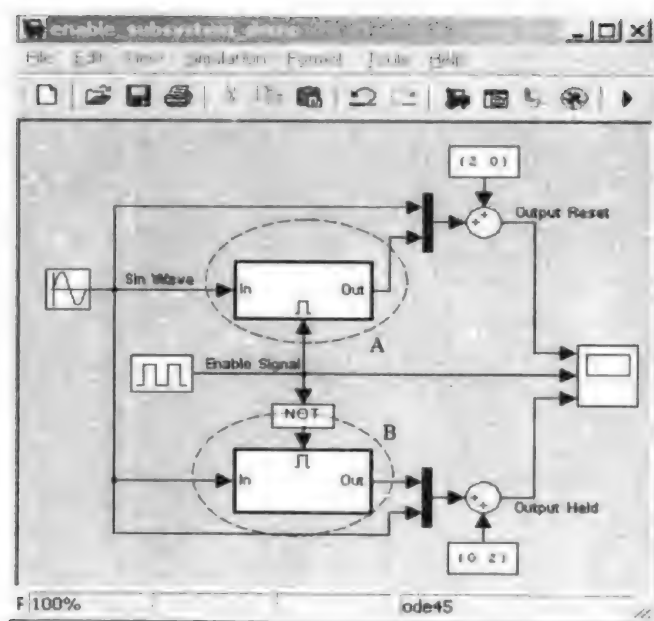 File Edit View Simulation Format Tools Help
[2 0]
Output Reset
Sin Wave
In
Out
A
Enable Signal
NOT
B
In
Out
Output Held
[0 2]
100%
ode45